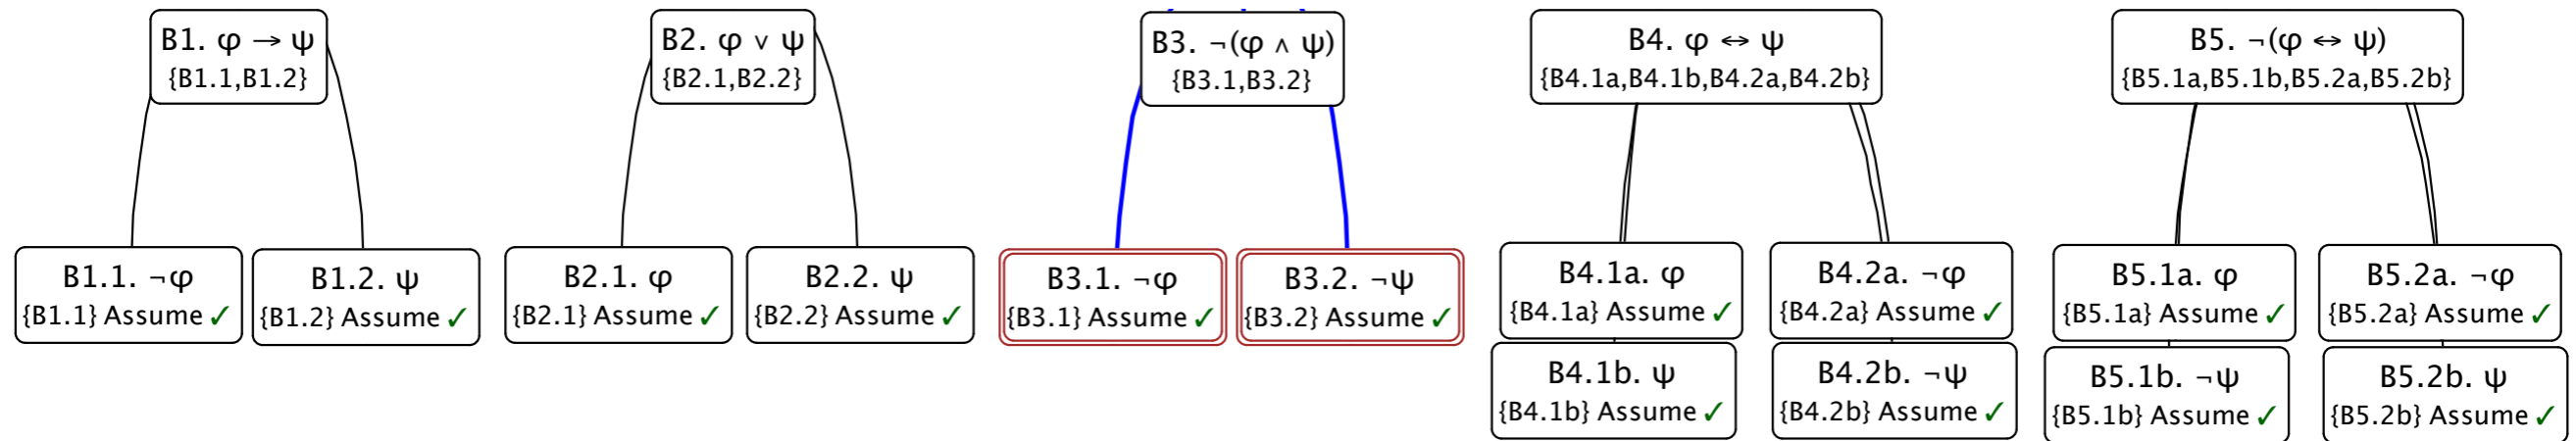 B1. φ → ψ
{B1.1,B1.2}
B2. φ ∨ ψ
{B2.1,B2.2}
B3. ¬(φ ∧ ψ)
{B3.1,B3.2}
B4. φ ↔ ψ
{B4.1a,B4.1b,B4.2a,B4.2b}
B5. ¬(φ ↔ ψ)
{B5.1a,B5.1b,B5.2a,B5.2b}
B1.1. ¬φ
{B1.1} Assume ✓
B1.2. ψ
{B1.2} Assume ✓
B2.1. φ
{B2.1} Assume ✓
B2.2. ψ
{B2.2} Assume ✓
B3.1. ¬φ
{B3.1} Assume ✓
B3.2. ¬ψ
{B3.2} Assume ✓
B4.1a. φ
{B4.1a} Assume ✓
B4.2a. ¬φ
{B4.2a} Assume ✓
B5.1a. φ
{B5.1a} Assume ✓
B5.2a. ¬φ
{B5.2a} Assume ✓
B4.1b. ψ
{B4.1b} Assume ✓
B4.2b. ¬ψ
{B4.2b} Assume ✓
B5.1b. ¬ψ
{B5.1b} Assume ✓
B5.2b. ψ
{B5.2b} Assume ✓